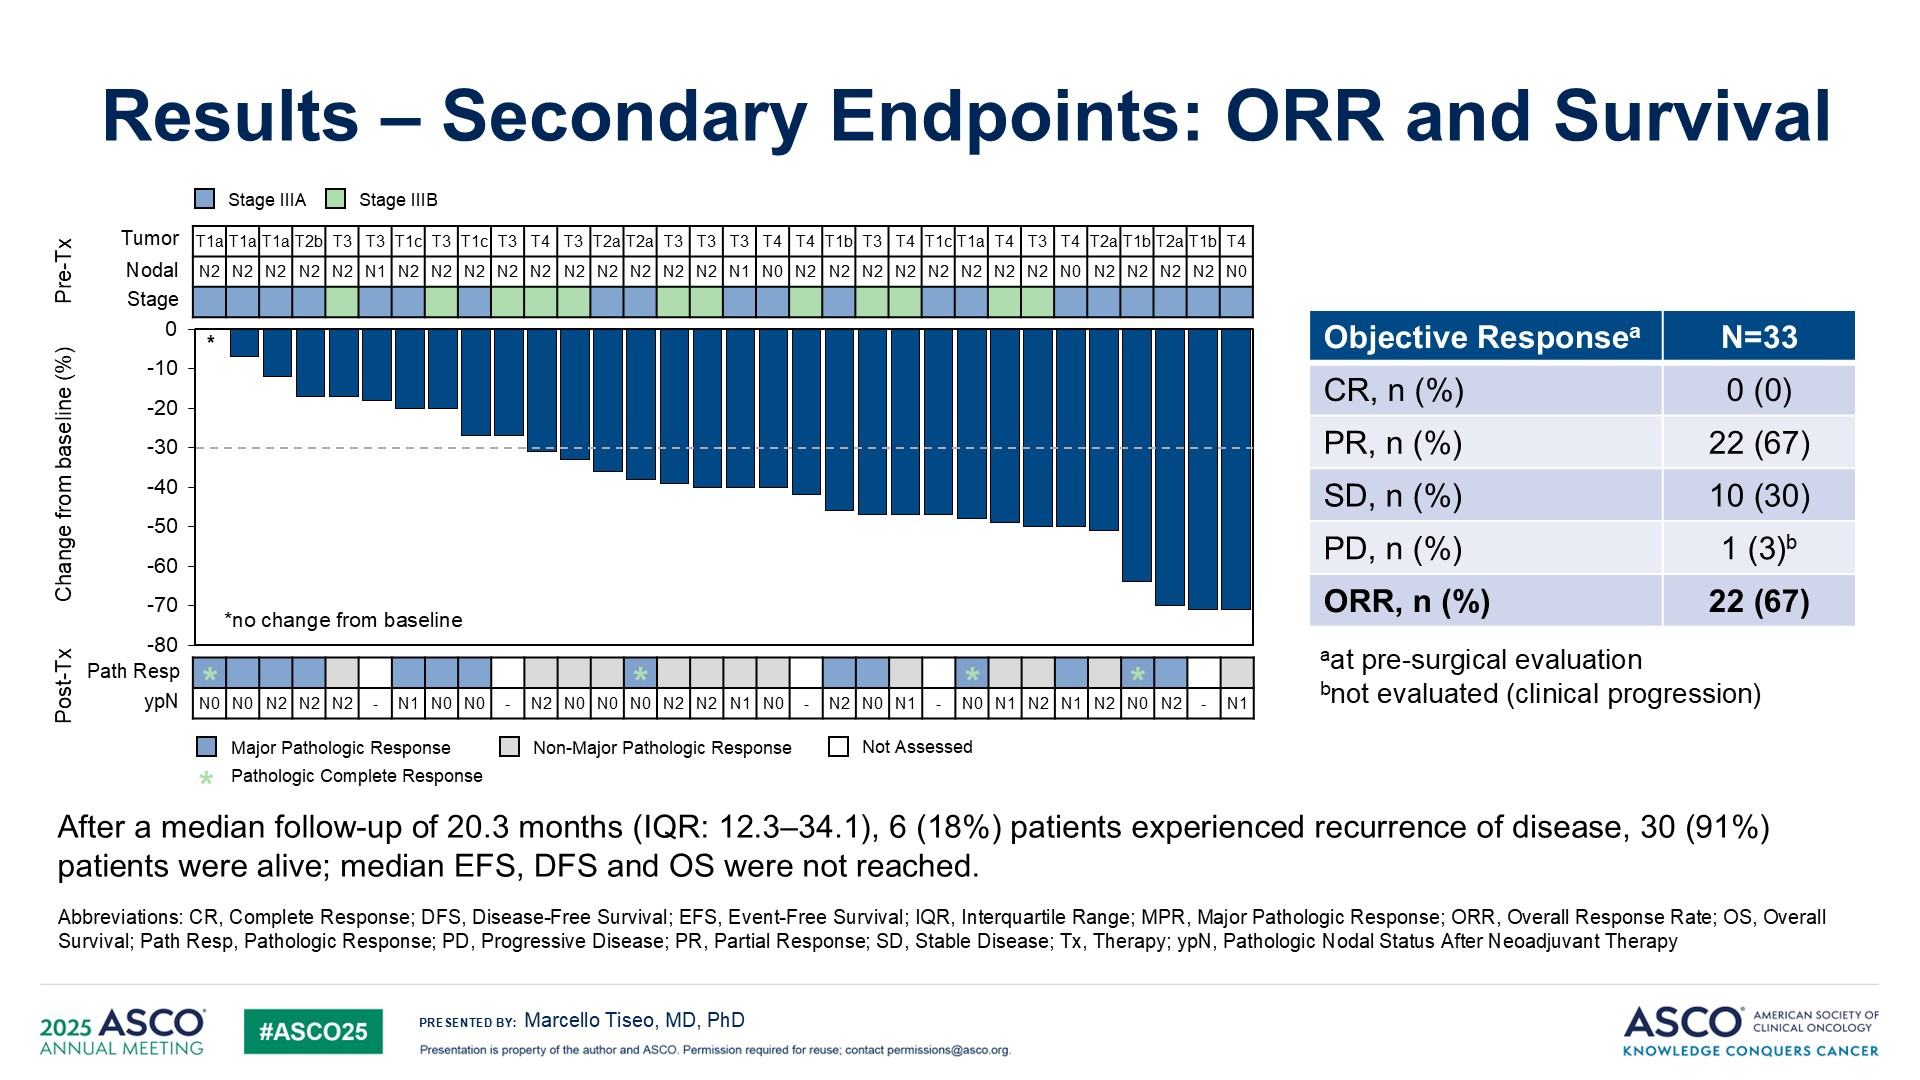 Results – Secondary Endpoints: ORR and Survival
Stage IIIA Stage IIIB
Pre-Tx
Tumor T1a T1a T1a T2b T3 T3 T1c T3 T1c T3 T4 T3 T2a T2a T3 T3 T3 T4 T4 T1b T3 T4 T1c T1a T4 T3 T4 T2a T1b T2a T1b T4
Nodal N2 N2 N2 N2 N2 N1 N2 N2 N2 N2 N2 N2 N2 N2 N2 N2 N1 N0 N2 N2 N2 N2 N2 N2 N2 N2 N0 N2 N2 N2 N2 N0
Stage
Change from baseline (%)
0
*
-10
-20
-30
-40
-50
-60
-70
-80
*no change from baseline
Post-Tx
Path Resp * * * *
ypN N0 N0 N2 N2 N2 - N1 N0 N0 - N2 N0 N0 N0 N2 N2 N1 N0 - N2 N0 N1 - N0 N1 N2 N1 N2 N0 N2 - N1
Major Pathologic Response Non-Major Pathologic Response Not Assessed
* Pathologic Complete Response
Objective Responseᵃ N=33
CR, n (%) 0 (0)
PR, n (%) 22 (67)
SD, n (%) 10 (30)
PD, n (%) 1 (3)ᵇ
ORR, n (%) 22 (67)
ᵃat pre-surgical evaluation
ᵇnot evaluated (clinical progression)
After a median follow-up of 20.3 months (IQR: 12.3–34.1), 6 (18%) patients experienced recurrence of disease, 30 (91%)
patients were alive; median EFS, DFS and OS were not reached.
Abbreviations: CR, Complete Response; DFS, Disease-Free Survival; EFS, Event-Free Survival; IQR, Interquartile Range; MPR, Major Pathologic Response; ORR, Overall Response Rate; OS, Overall
Survival; Path Resp, Pathologic Response; PD, Progressive Disease; PR, Partial Response; SD, Stable Disease; Tx, Therapy; ypN, Pathologic Nodal Status After Neoadjuvant Therapy
2025 ASCO®
ANNUAL MEETING
#ASCO25
PRESENTED BY: Marcello Tiseo, MD, PhD
Presentation is property of the author and ASCO. Permission required for reuse; contact permissions@asco.org.
ASCO® AMERICAN SOCIETY OF
CLINICAL ONCOLOGY
KNOWLEDGE CONQUERS CANCER